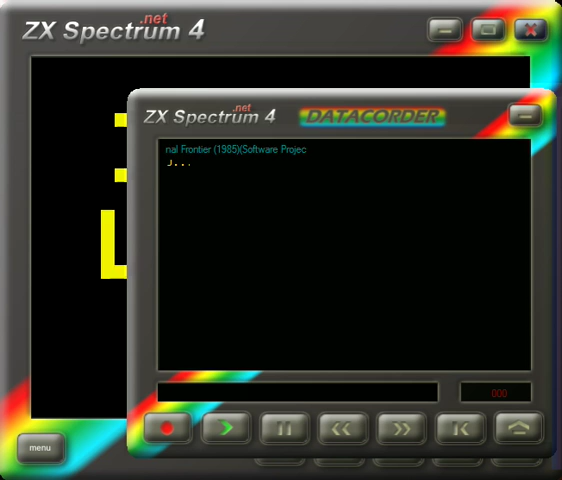 ZX Spectrum 4
.net
ZX Spectrum 4
.net
DATACORDER
nal Frontier (1985)(Software Projec
000
menu